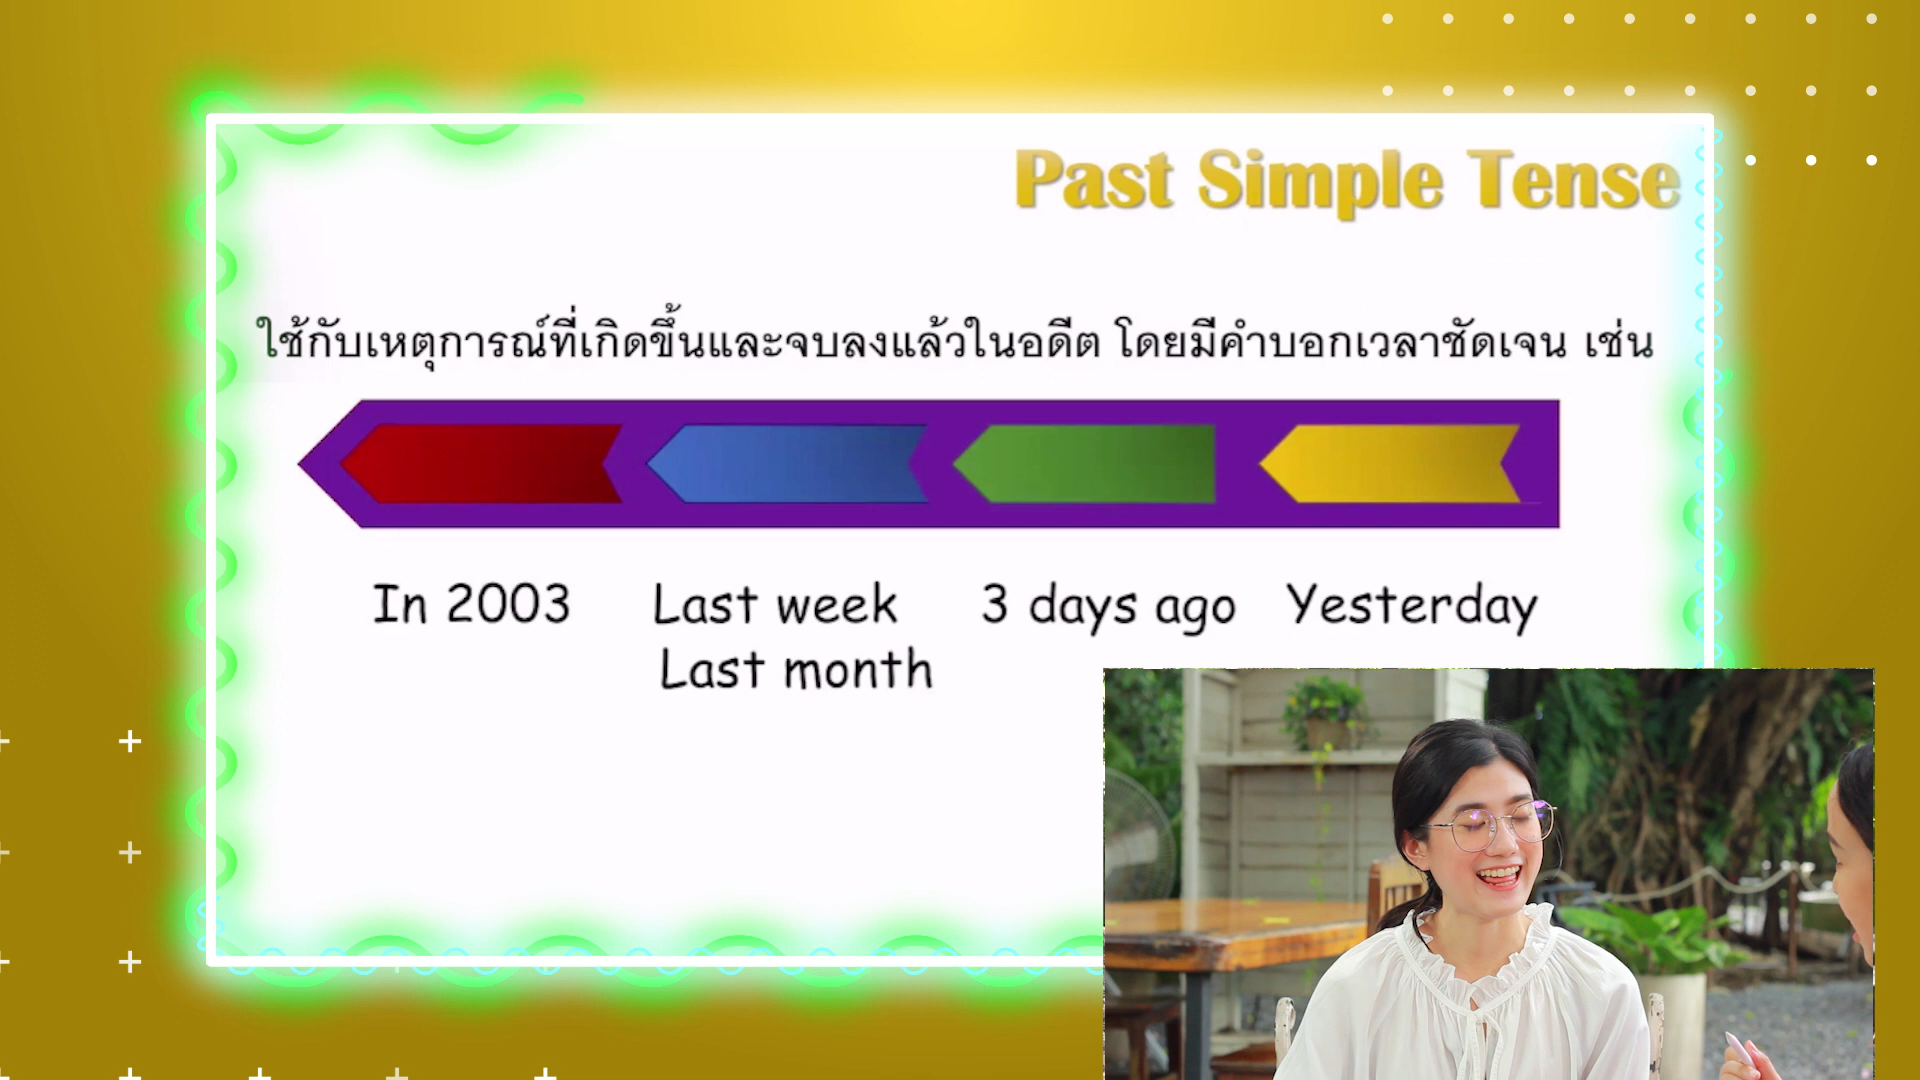 Past Simple Tense
ใช้กับเหตุการณ์ที่เกิดขึ้นและจบลงแล้วในอดีต โดยมีคำบอกเวลาชัดเจน เช่น
In 2003 Last week 3 days ago Yesterday
Last month